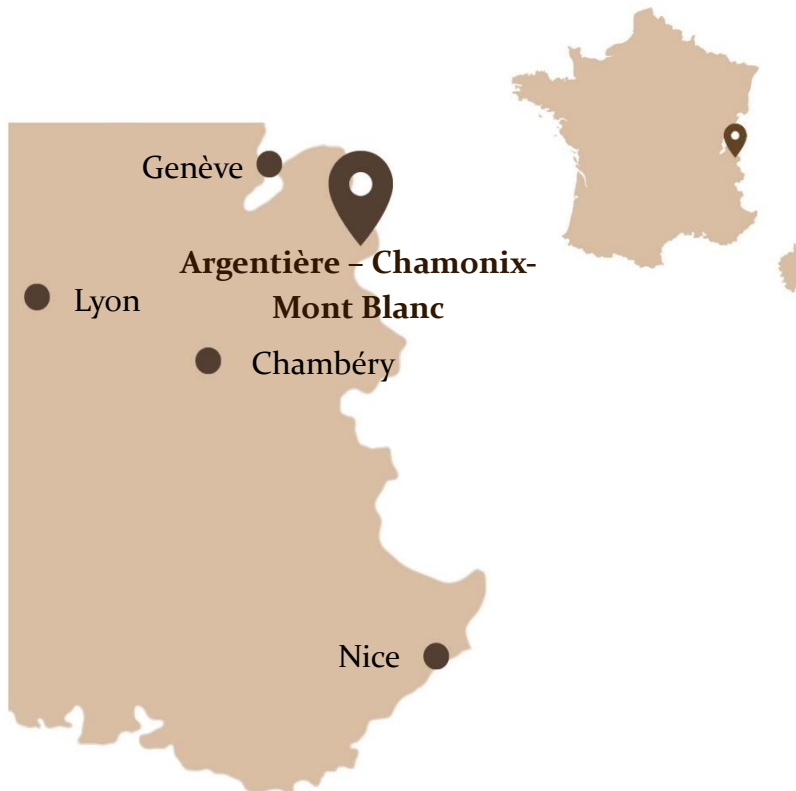 Genève
Argentière – Chamonix-
Mont Blanc
Lyon
Chambéry
Nice